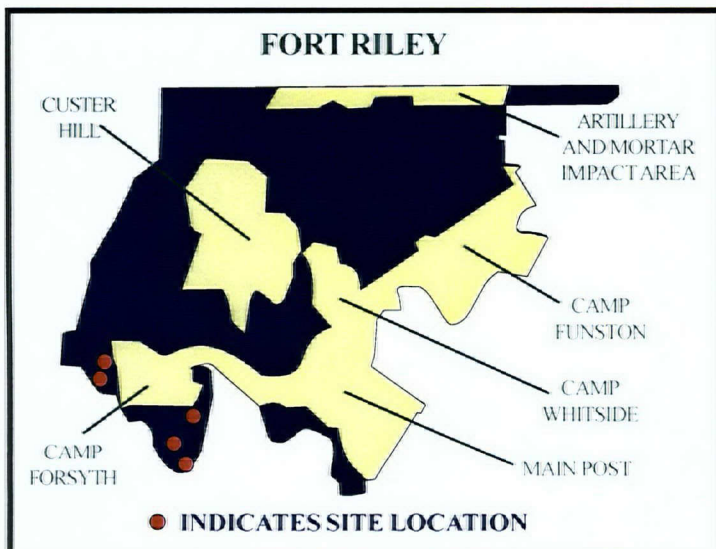 FORT RILEY
CUSTER
HILL
ARTILLERY
AND MORTAR
IMPACT AREA
CAMP
FUNSTON
CAMP
WHITSIDE
MAIN POST
CAMP
FORSYTH
INDICATES SITE LOCATION